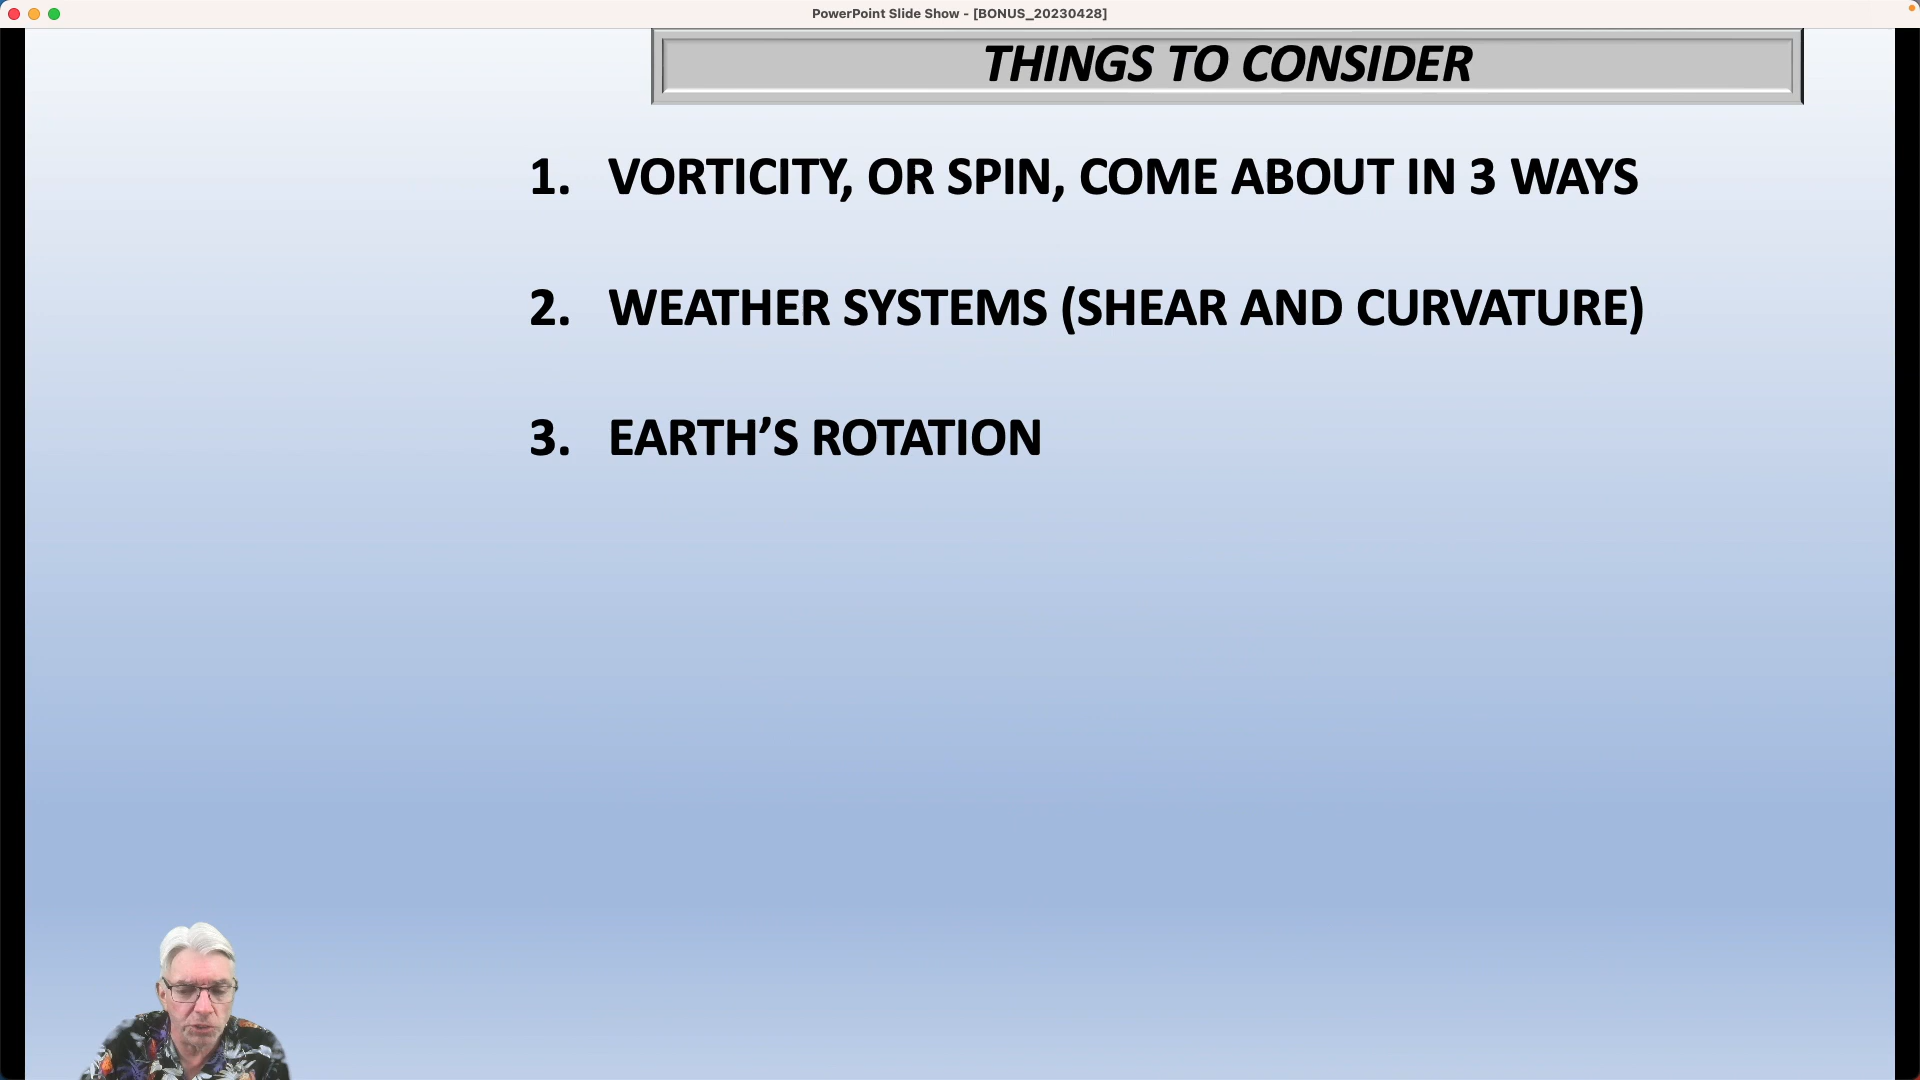 PowerPoint Slide Show - [BONUS_20230428]
THINGS TO CONSIDER
1. VORTICITY, OR SPIN, COME ABOUT IN 3 WAYS
2. WEATHER SYSTEMS (SHEAR AND CURVATURE)
3. EARTH’S ROTATION